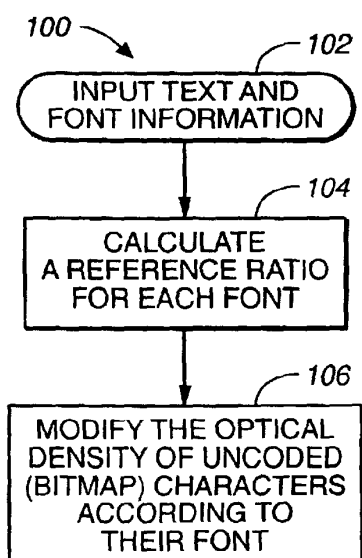 100
102
INPUT TEXT AND
FONT INFORMATION
104
CALCULATE
A REFERENCE RATIO
FOR EACH FONT
106
MODIFY THE OPTICAL
DENSITY OF UNCODED
(BITMAP) CHARACTERS
ACCORDING TO
THEIR FONT